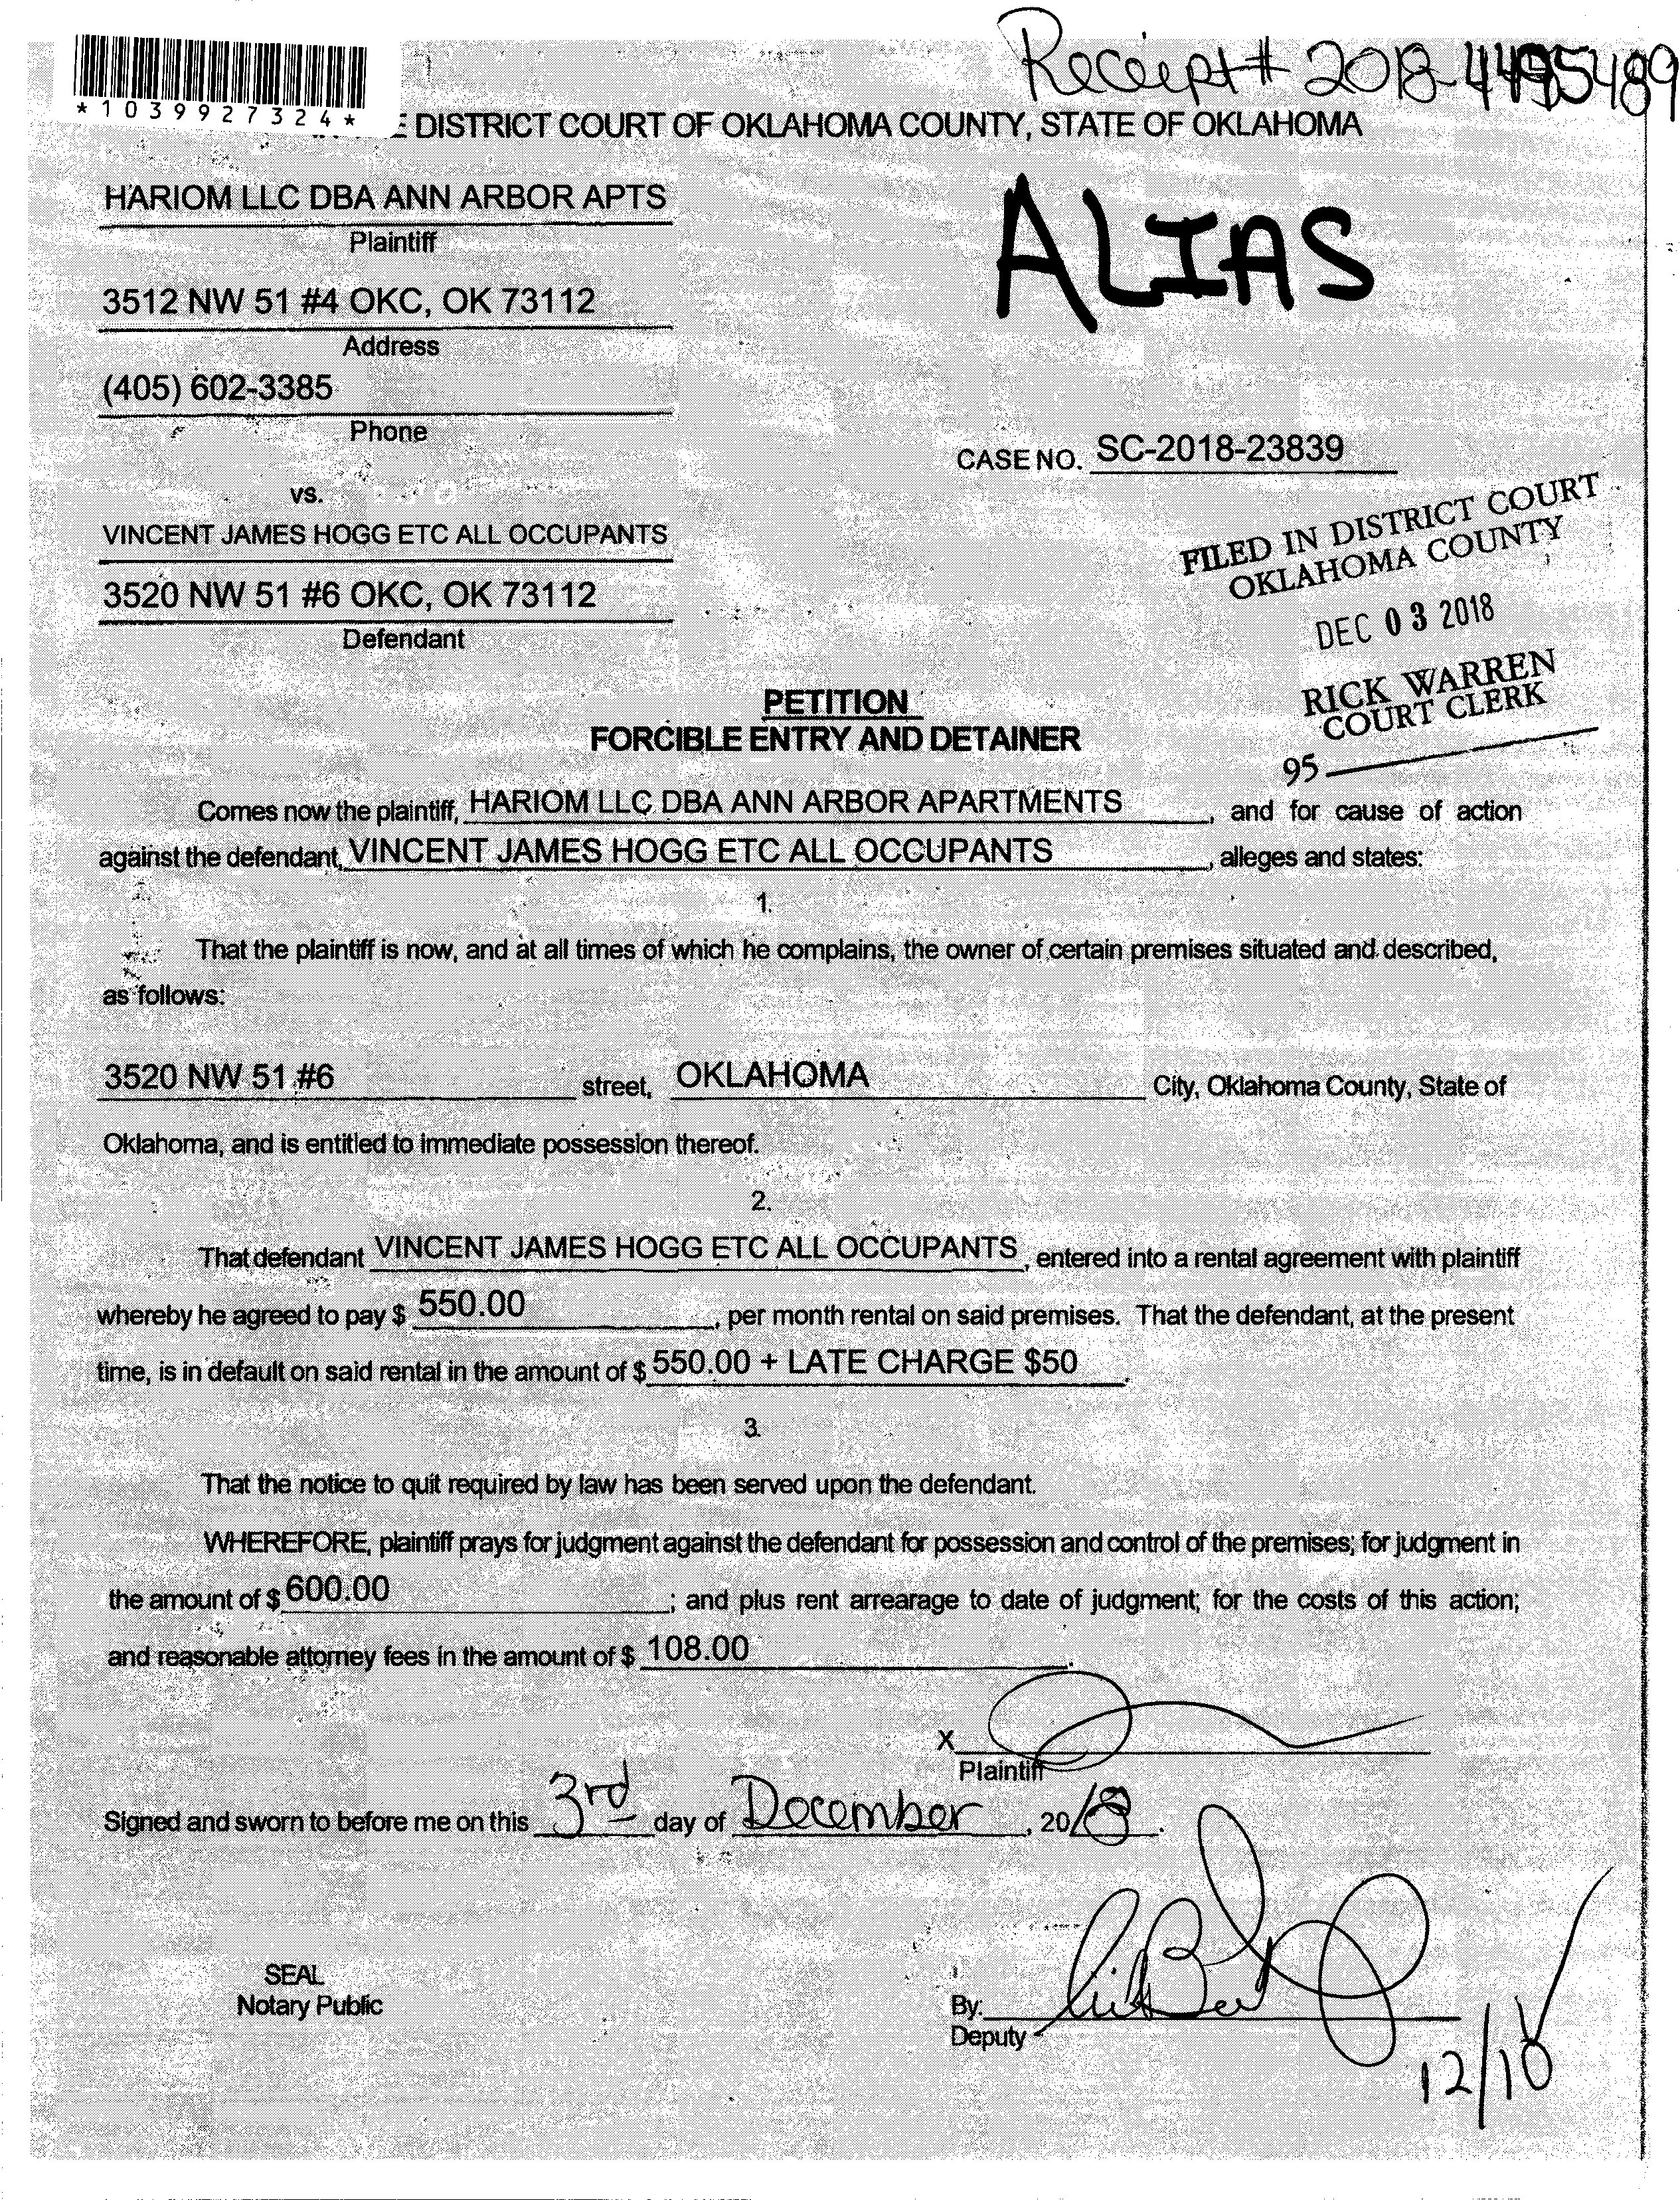 Receipt# 2018-4495489
*1039927324*
E DISTRICT COURT OF OKLAHOMA COUNTY, STATE OF OKLAHOMA
HARIOM LLC DBA ANN ARBOR APTS
Plaintiff
ALIAS
3512 NW 51 #4 OKC, OK 73112
Address
(405) 602-3385
Phone
CASE NO. SC-2018-23839
vs.
VINCENT JAMES HOGG ETC ALL OCCUPANTS
3520 NW 51 #6 OKC, OK 73112
Defendant
FILED IN DISTRICT COURT
OKLAHOMA COUNTY
DEC 03 2018
RICK WARREN
COURT CLERK
95
PETITION
FORCIBLE ENTRY AND DETAINER
Comes now the plaintiff, HARIOM LLC DBA ANN ARBOR APARTMENTS, and for cause of action
against the defendant, VINCENT JAMES HOGG ETC ALL OCCUPANTS, alleges and states:
1.
That the plaintiff is now, and at all times of which he complains, the owner of certain premises situated and described,
as follows:
3520 NW 51 #6 street, OKLAHOMA City, Oklahoma County, State of
Oklahoma, and is entitled to immediate possession thereof.
2.
That defendant VINCENT JAMES HOGG ETC ALL OCCUPANTS, entered into a rental agreement with plaintiff
whereby he agreed to pay $ 550.00, per month rental on said premises. That the defendant, at the present
time, is in default on said rental in the amount of $ 550.00 + LATE CHARGE $50.
3.
That the notice to quit required by law has been served upon the defendant.
WHEREFORE, plaintiff prays for judgment against the defendant for possession and control of the premises; for judgment in
the amount of $ 600.00; and plus rent arrearage to date of judgment; for the costs of this action;
and reasonable attorney fees in the amount of $ 108.00.
X
Plaintiff
Signed and sworn to before me on this 3rd day of December, 2018.
SEAL
Notary Public
By:
Deputy
12/10